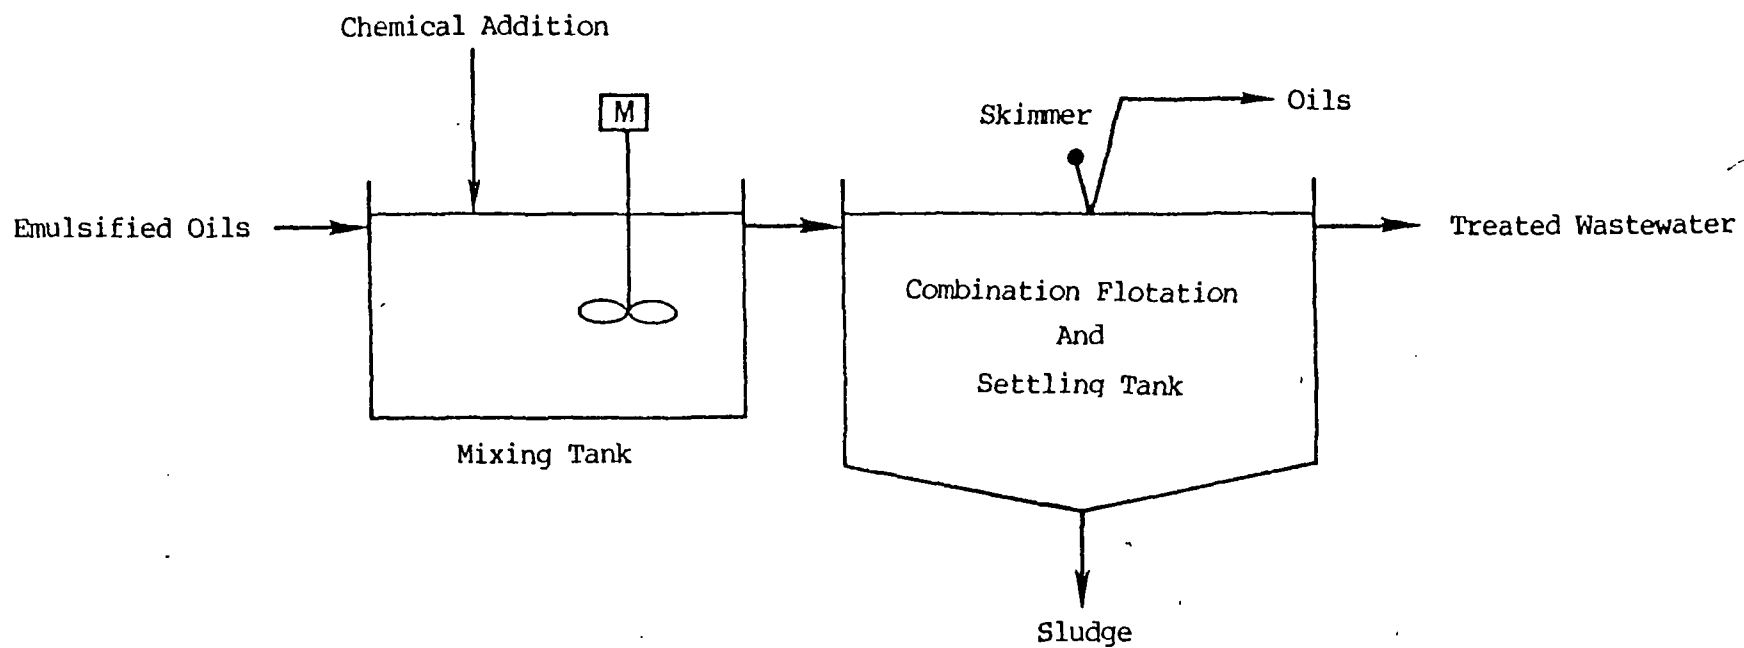 Chemical Addition
M
Skimmer
Oils
Emulsified Oils
Treated Wastewater
Combination Flotation
And
Settling Tank
Mixing Tank
Sludge